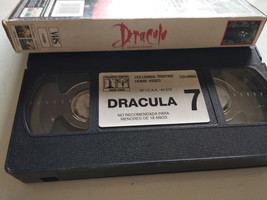 VHS
Dracula
COLUMBIA TRISTAR
HOME VIDEO
DRACULA 7
NO RECOMENDADA PARA
MENORES DE 18 AÑOS